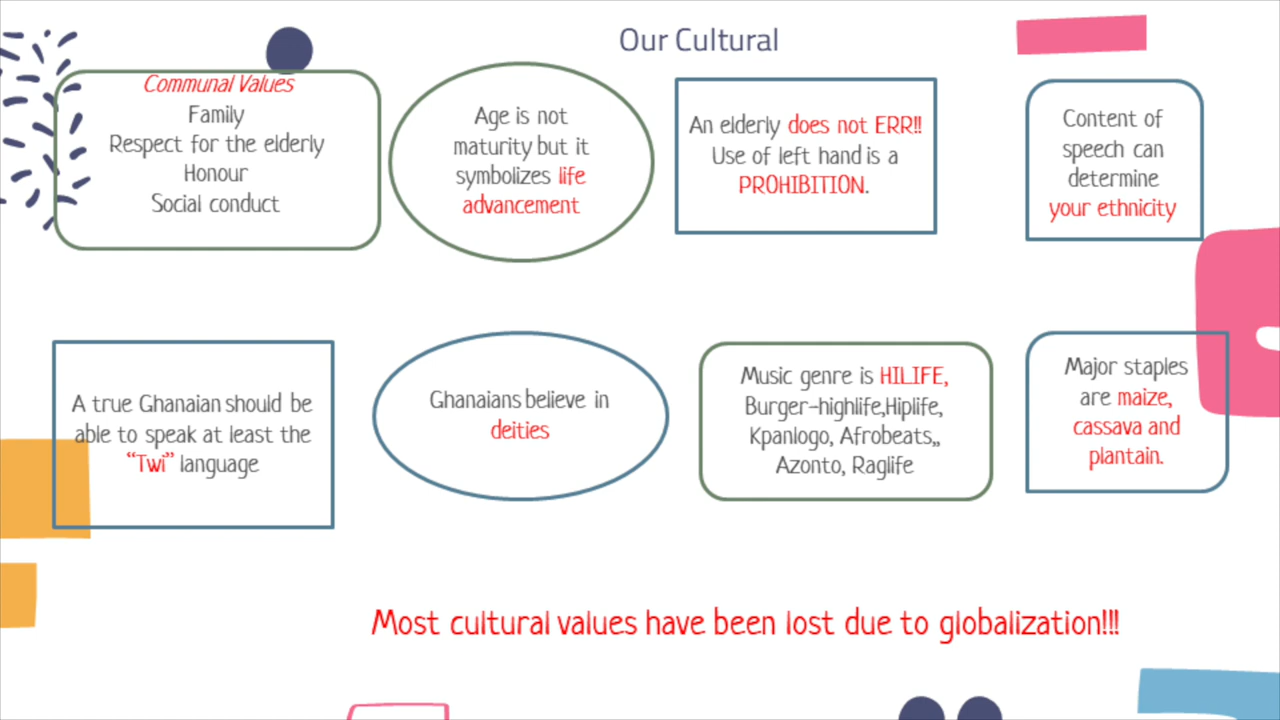 Our Cultural
Communal Values
Family
Respect for the elderly
Honour
Social conduct
Age is not
maturity but it
symbolizes life
advancement
An elderly does not ERR!!
Use of left hand is a
PROHIBITION.
Content of
speech can
determine
your ethnicity
A true Ghanaian should be
able to speak at least the
“Twi” language
Ghanaians believe in
deities
Music genre is HILIFE,
Burger-highlife,Hiplife,
Kpanlogo, Afrobeats,,
Azonto, Raglife
Major staples
are maize,
cassava and
plantain.
Most cultural values have been lost due to globalization!!!